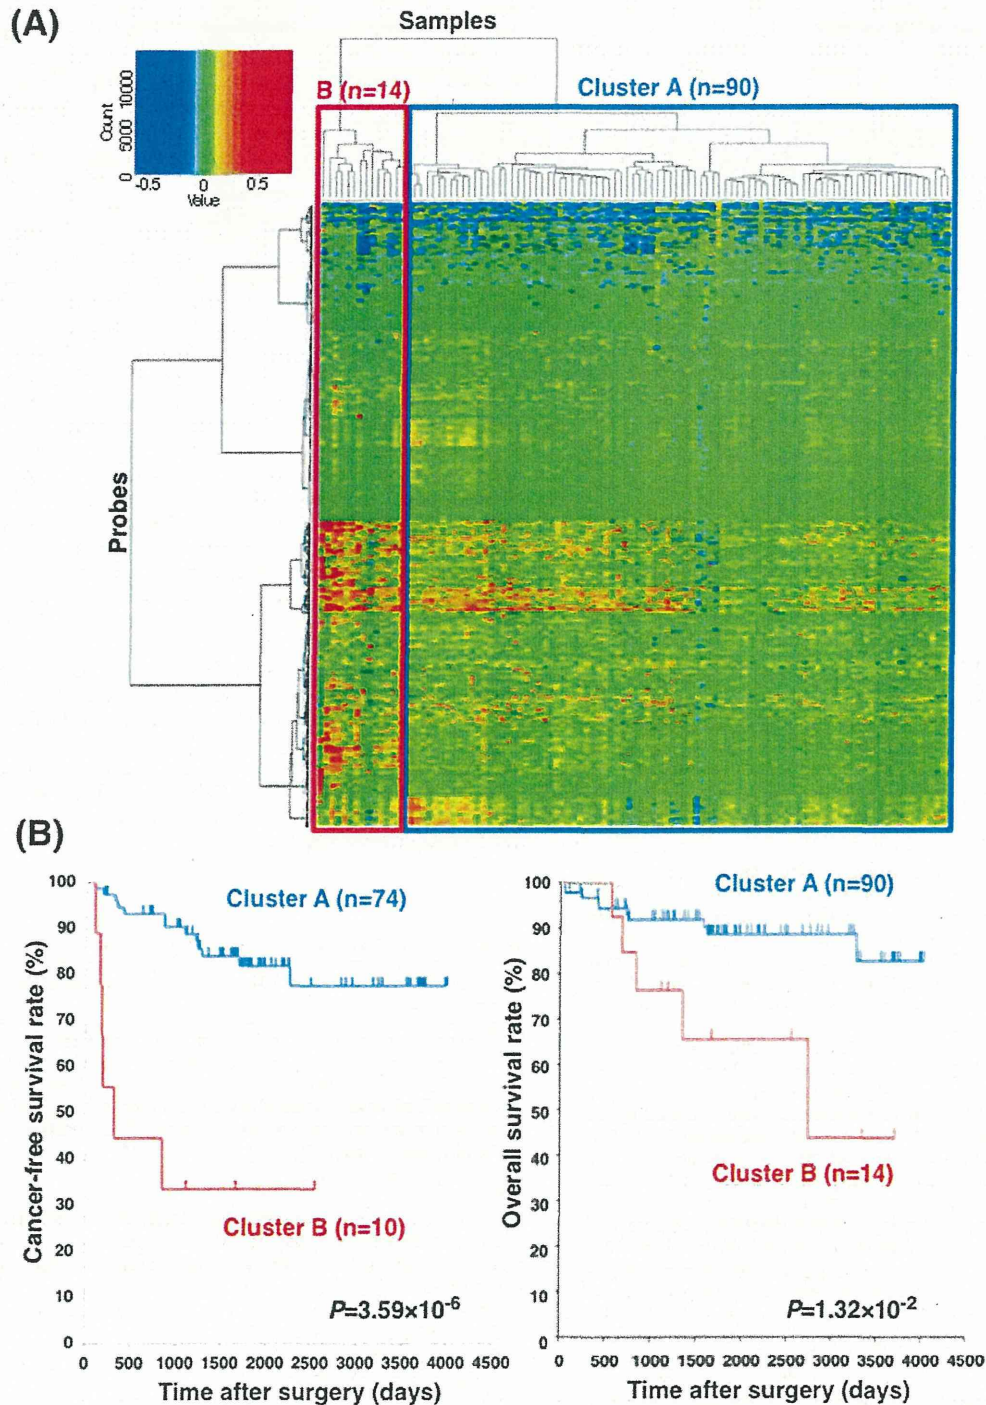 (A)
Samples
B (n=14)
Cluster A (n=90)
Count
0 5000 10000
-0.5 0 0.5
Value
Probes
(B)
Cancer-free survival rate (%)
100
90
80
70
60
50
40
30
20
10
0
Cluster A (n=74)
Cluster B (n=10)
P=3.59×10-6
0 500 1000 1500 2000 2500 3000 3500 4000 4500
Time after surgery (days)
Overall survival rate (%)
100
90
80
70
60
50
40
30
20
10
0
Cluster A (n=90)
Cluster B (n=14)
P=1.32×10-2
0 500 1000 1500 2000 2500 3000 3500 4000 4500
Time after surgery (days)